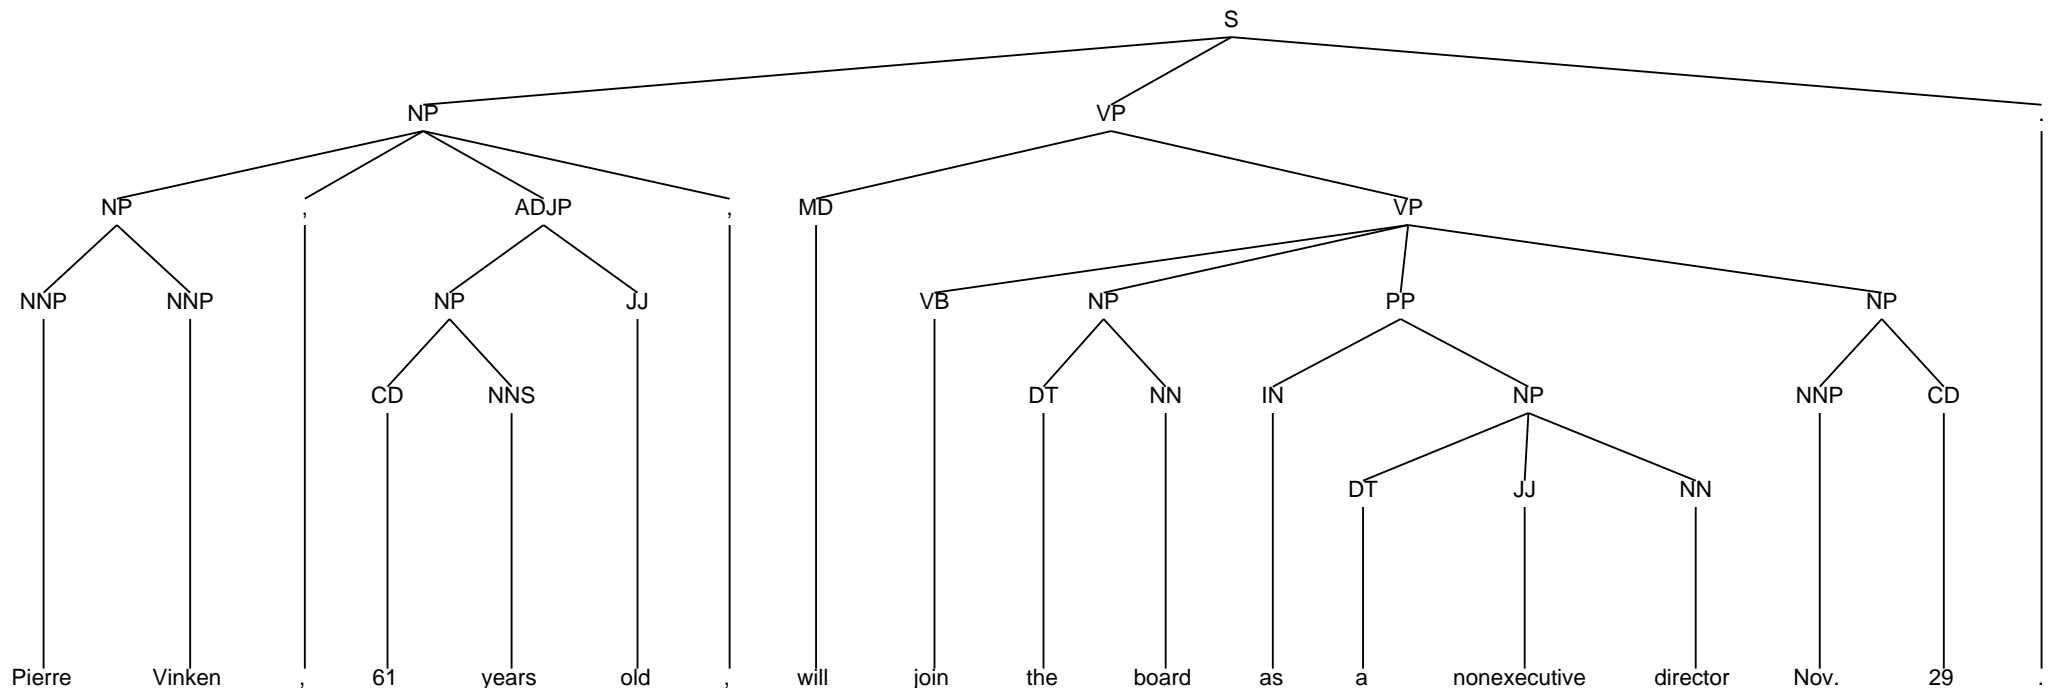 S
NP VP .
NP , ADJP , MD VP
NNP NNP NP JJ VB NP PP NP
CD NNS DT NN IN NP NNP CD
DT JJ NN
Pierre Vinken , 61 years old , will join the board as a nonexecutive director Nov. 29 .